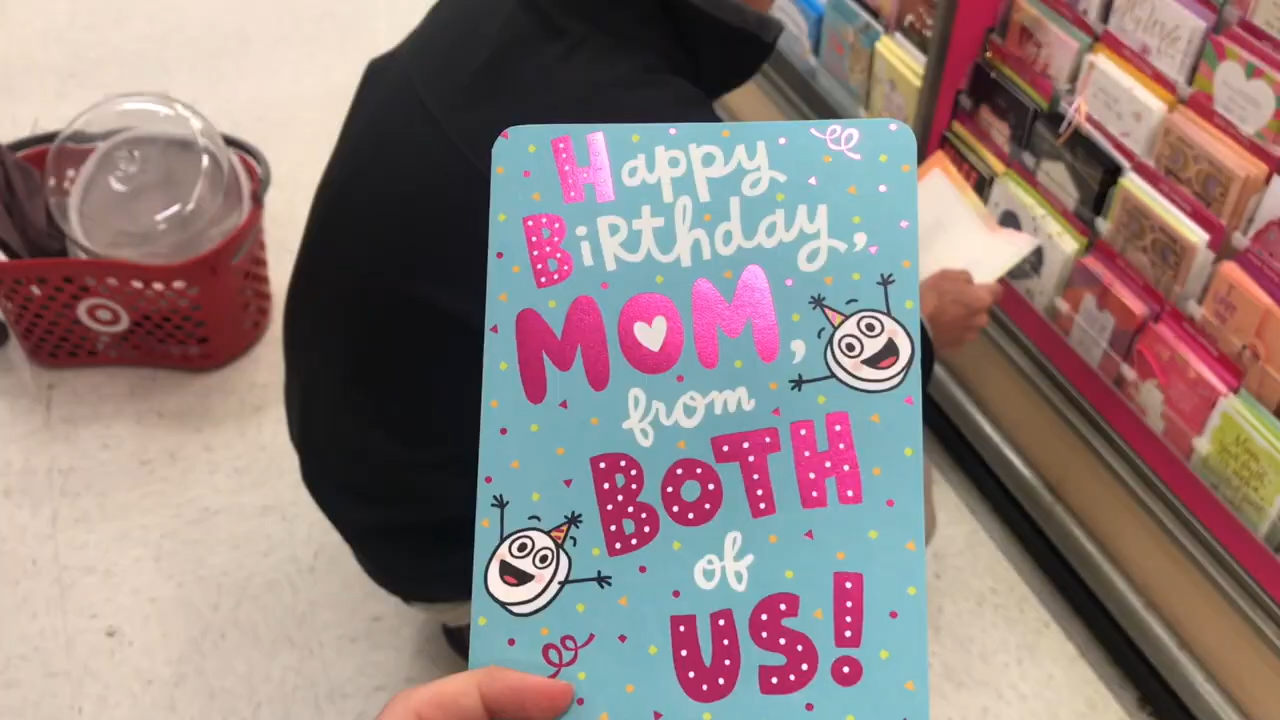 Happy
BiRthday,
MOM,
from
BOTH
of
US!